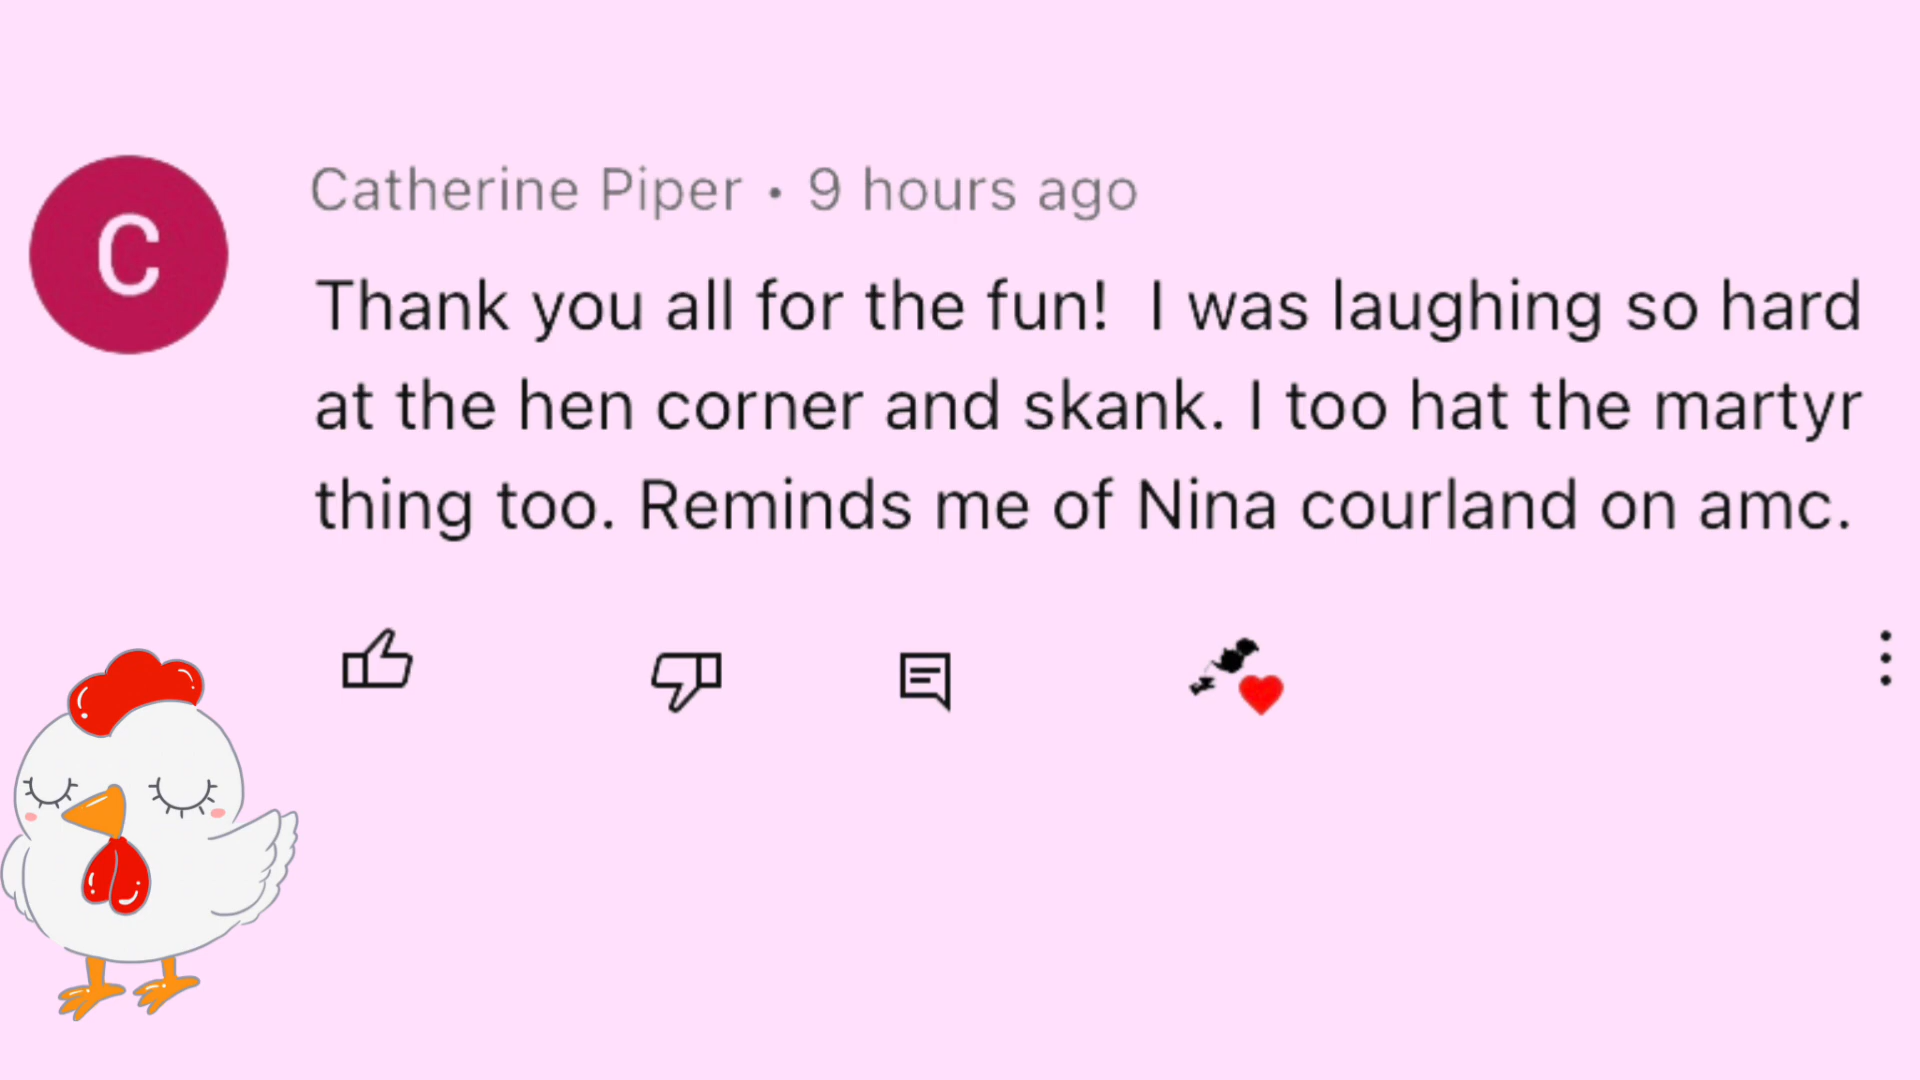 C
Catherine Piper • 9 hours ago
Thank you all for the fun!  I was laughing so hard
at the hen corner and skank. I too hat the martyr
thing too. Reminds me of Nina courland on amc.